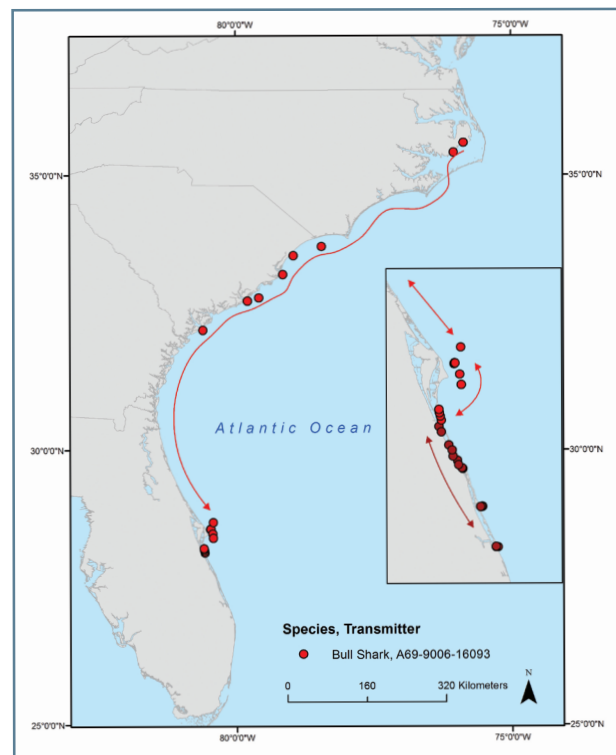 80°0'0"W 75°0'0"W
35°0'0"N 35°0'0"N
Atlantic Ocean
30°0'0"N 30°0'0"N
Species, Transmitter
Bull Shark, A69-9006-16093
N
0 160 320 Kilometers
25°0'0"N 25°0'0"N
80°0'0"W 75°0'0"W